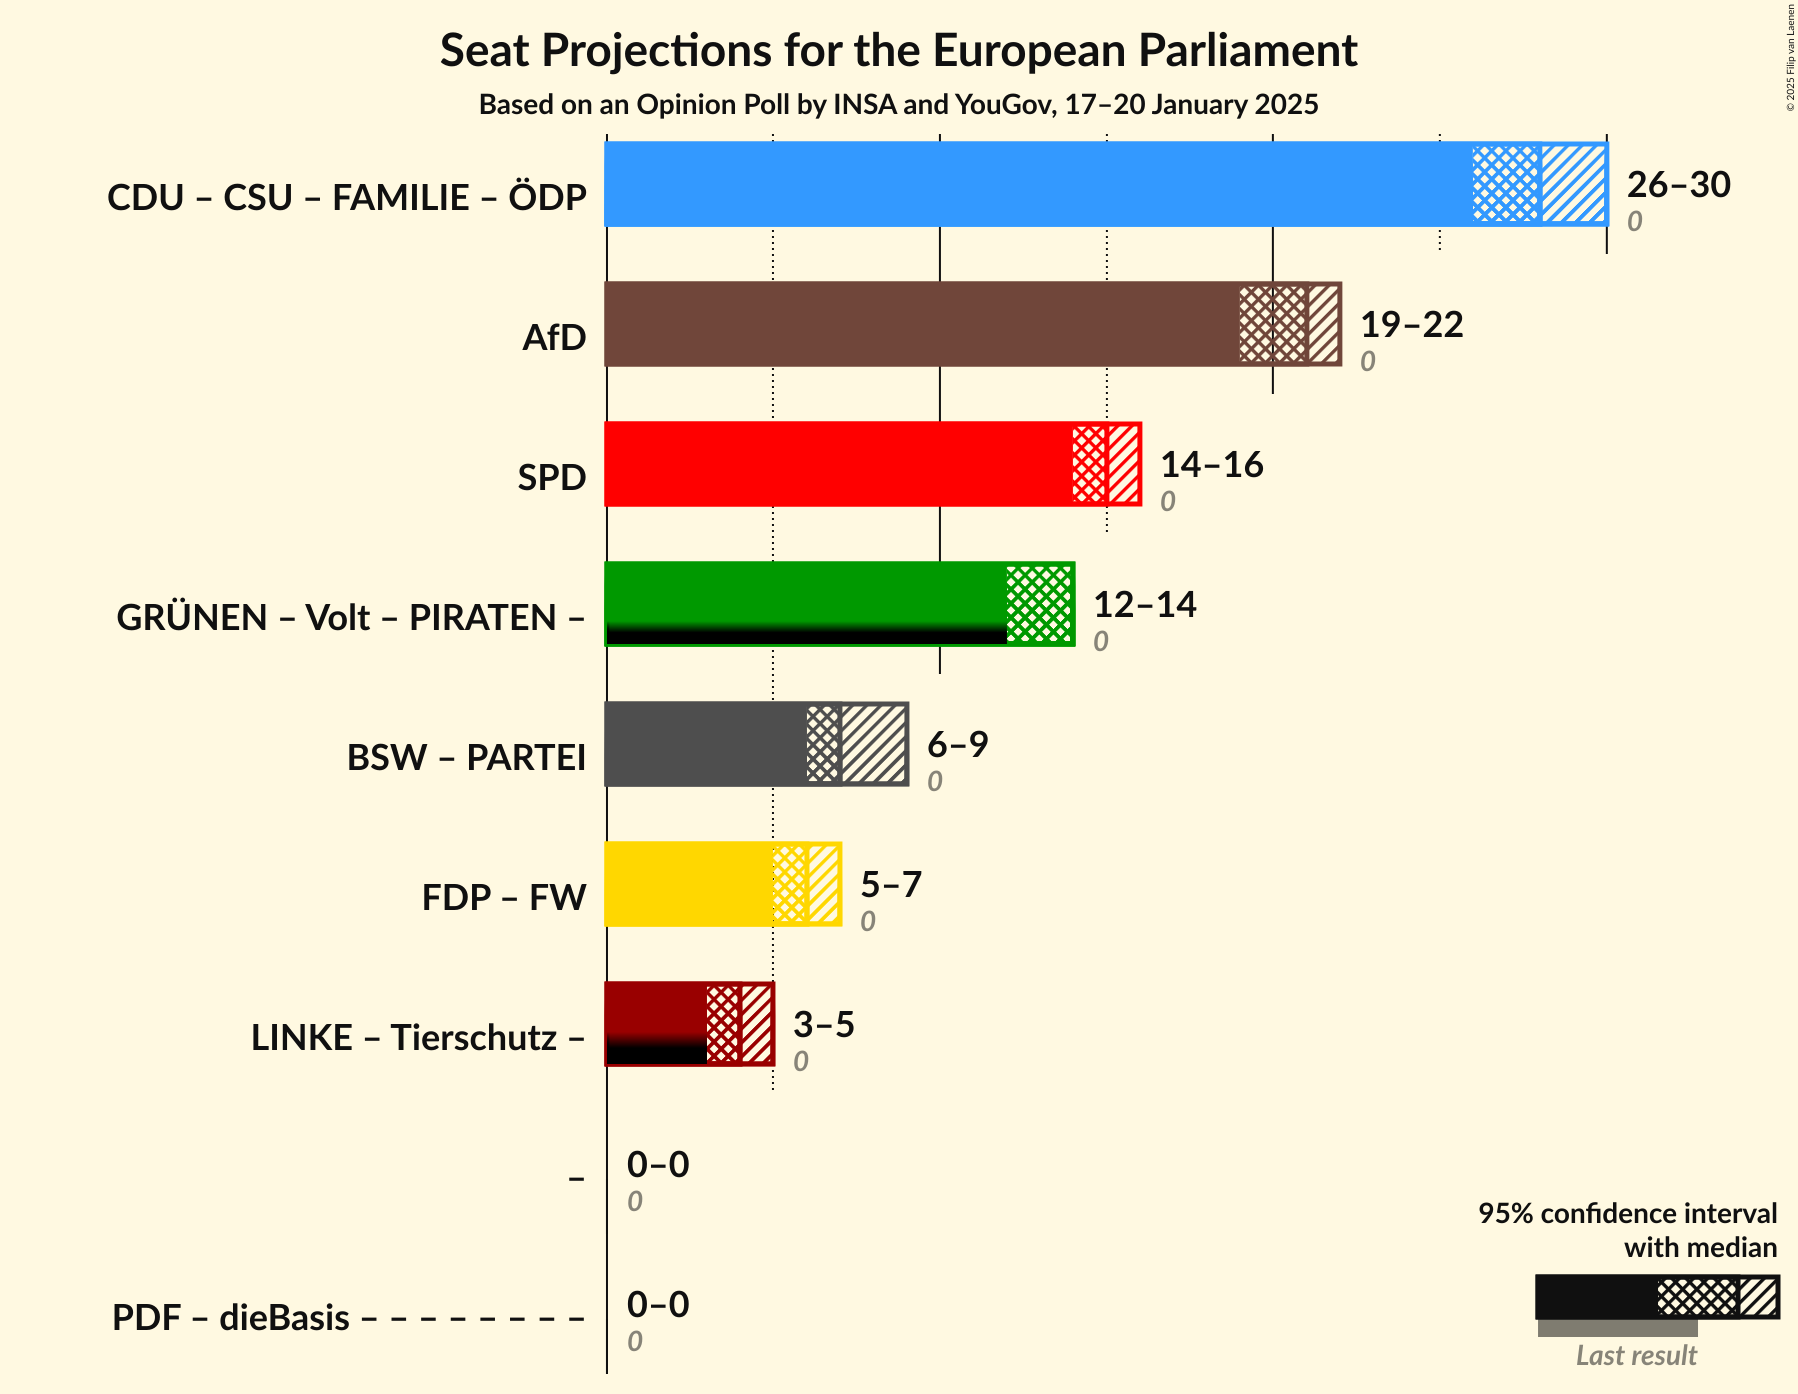 Seat Projections for the European Parliament
Based on an Opinion Poll by INSA and YouGov, 17–20 January 2025
© 2025 Filip van Laenen
CDU – CSU – FAMILIE – ÖDP
26–30
0
AfD
19–22
0
SPD
14–16
0
GRÜNEN – Volt – PIRATEN –
12–14
0
BSW – PARTEI
6–9
0
FDP – FW
5–7
0
LINKE – Tierschutz –
3–5
0
–
0–0
0
PDF – dieBasis – – – – – – – –
0–0
0
95% confidence interval
with median
Last result